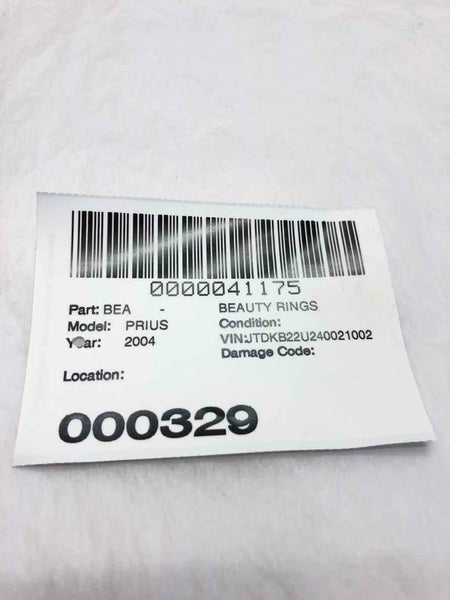 0000041175
Part: BEA - BEAUTY RINGS
Model: PRIUS Condition:
Year: 2004 VIN:JTDKB22U240021002
Damage Code:
Location:
000329